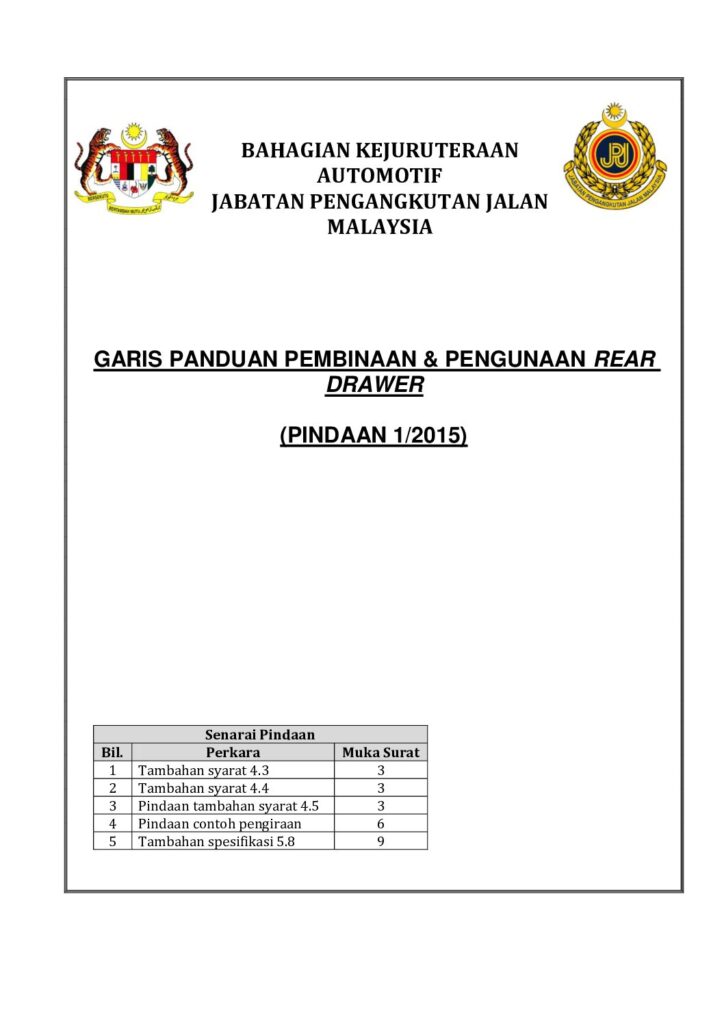 BAHAGIAN KEJURUTERAAN
AUTOMOTIF
JABATAN PENGANGKUTAN JALAN
MALAYSIA
BERSEKUTU BERTAMBAH MUTU
JPJ
JABATAN PENGANGKUTAN JALAN MALAYSIA
GARIS PANDUAN PEMBINAAN & PENGUNAAN REAR
DRAWER
(PINDAAN 1/2015)
Senarai Pindaan
Bil. Perkara Muka Surat
1 Tambahan syarat 4.3 3
2 Tambahan syarat 4.4 3
3 Pindaan tambahan syarat 4.5 3
4 Pindaan contoh pengiraan 6
5 Tambahan spesifikasi 5.8 9